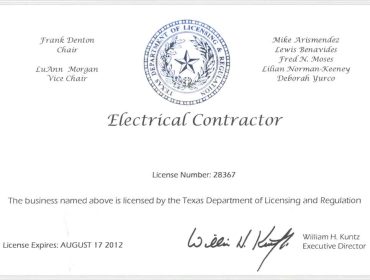 Frank Denton
Chair
LuAnn Morgan
Vice Chair
TEXAS DEPARTMENT OF LICENSING & REGULATION
Mike Arismendez
Lewis Benavides
Fred N. Moses
Lilian Norman-Keeney
Deborah Yurco
Electrical Contractor
License Number: 28367
The business named above is licensed by the Texas Department of Licensing and Regulation
License Expires: AUGUST 17 2012
William H. Kuntz
Executive Director